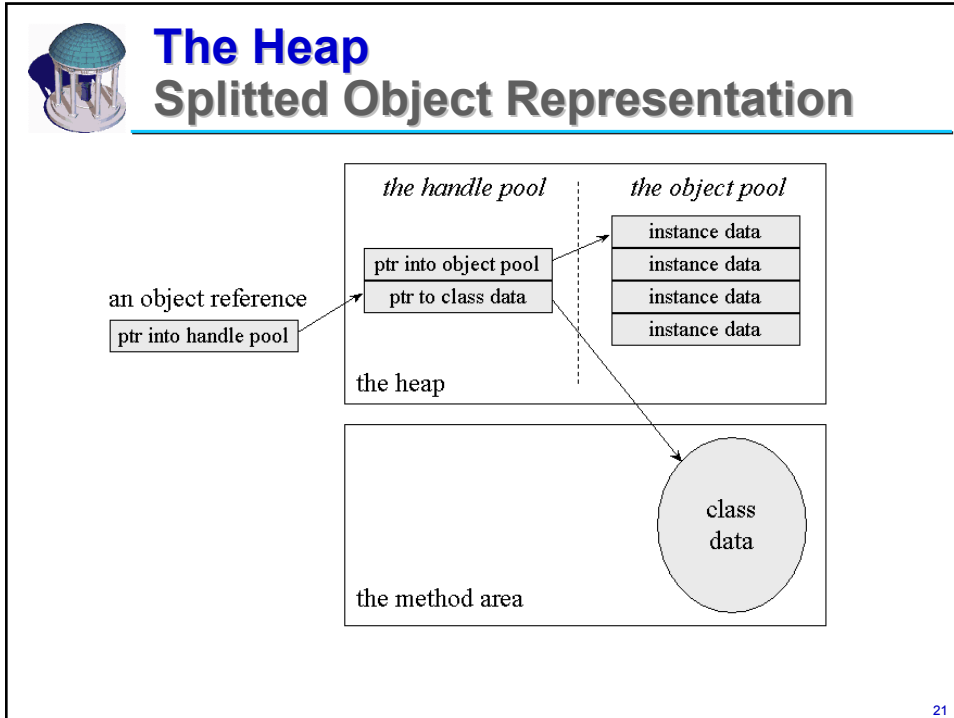 The Heap
Splitted Object Representation
the handle pool
the object pool
instance data
ptr into object pool
instance data
an object reference
ptr to class data
instance data
ptr into handle pool
instance data
the heap
class
data
the method area
21